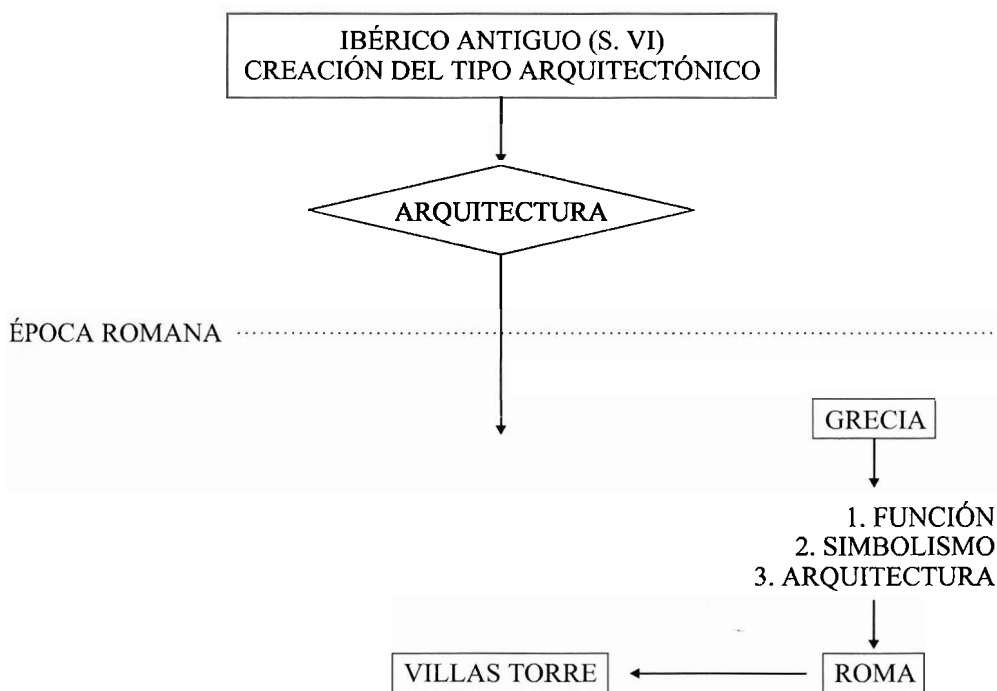 IBÉRICO ANTIGUO (S. VI)
CREACIÓN DEL TIPO ARQUITECTÓNICO
ARQUITECTURA
ÉPOCA ROMANA
GRECIA
1. FUNCIÓN
2. SIMBOLISMO
3. ARQUITECTURA
VILLAS TORRE
ROMA